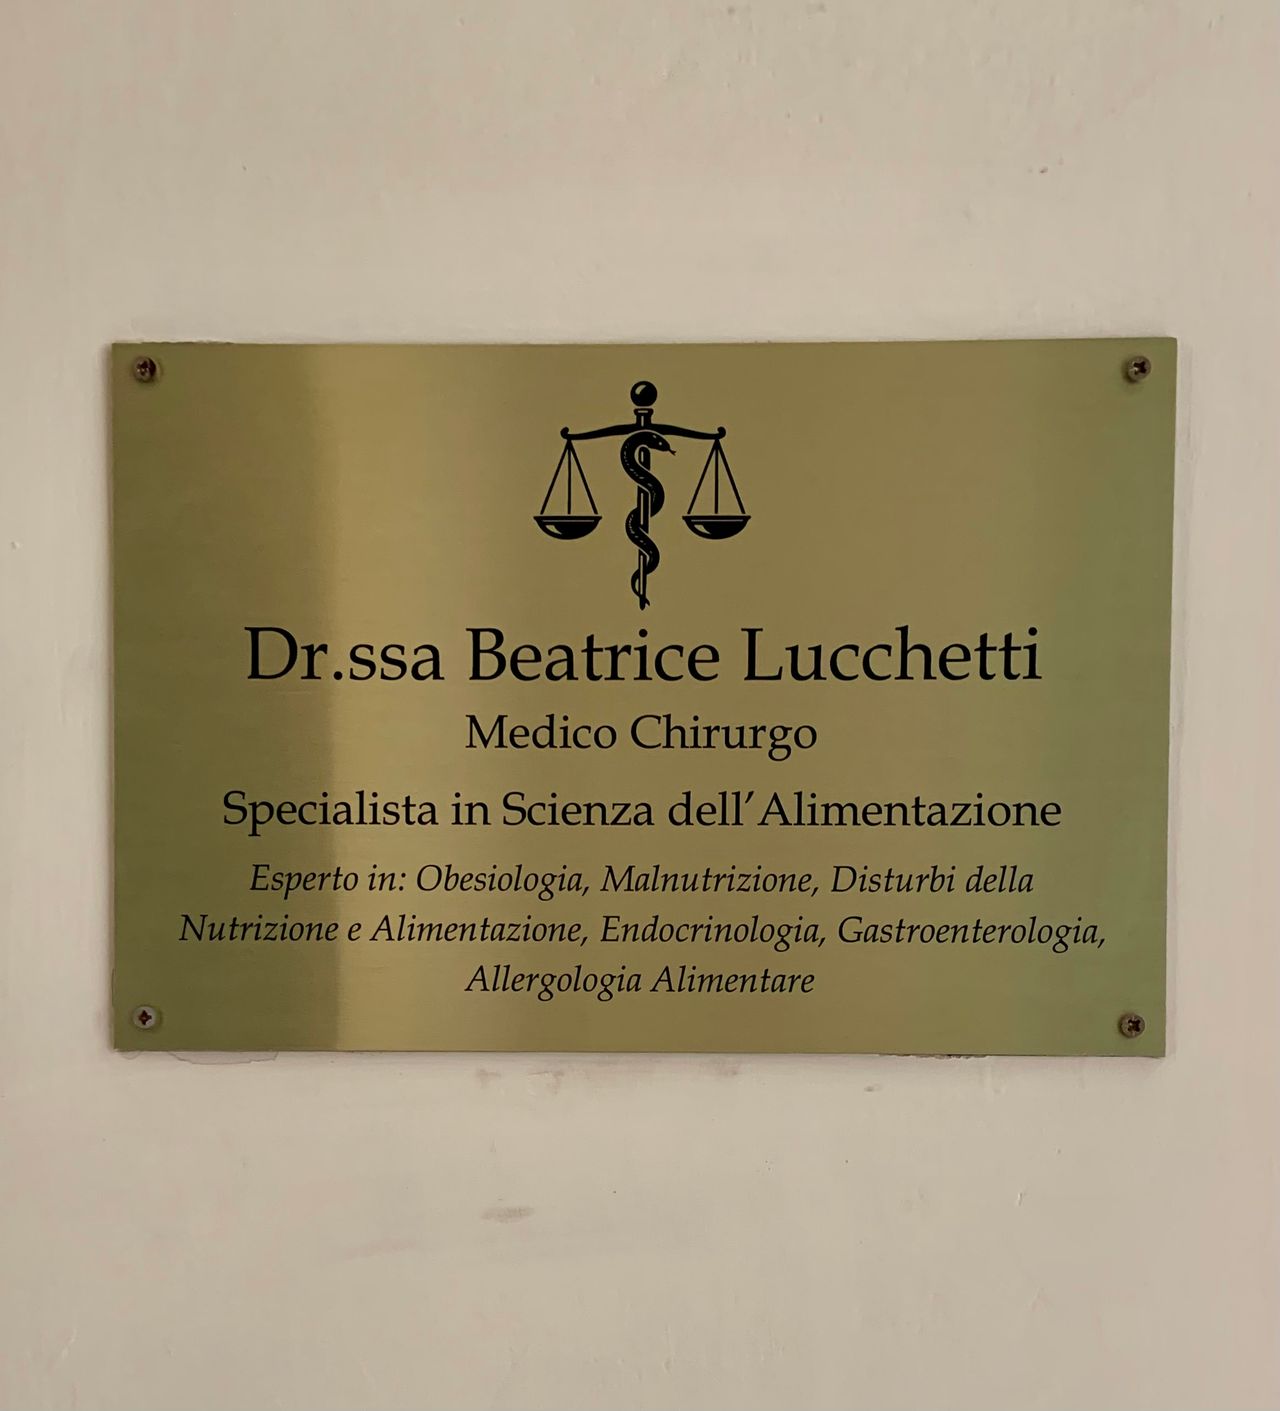 Dr.ssa Beatrice Lucchetti
Medico Chirurgo
Specialista in Scienza dell'Alimentazione
Esperto in: Obesiologia, Malnutrizione, Disturbi della
Nutrizione e Alimentazione, Endocrinologia, Gastroenterologia,
Allergologia Alimentare